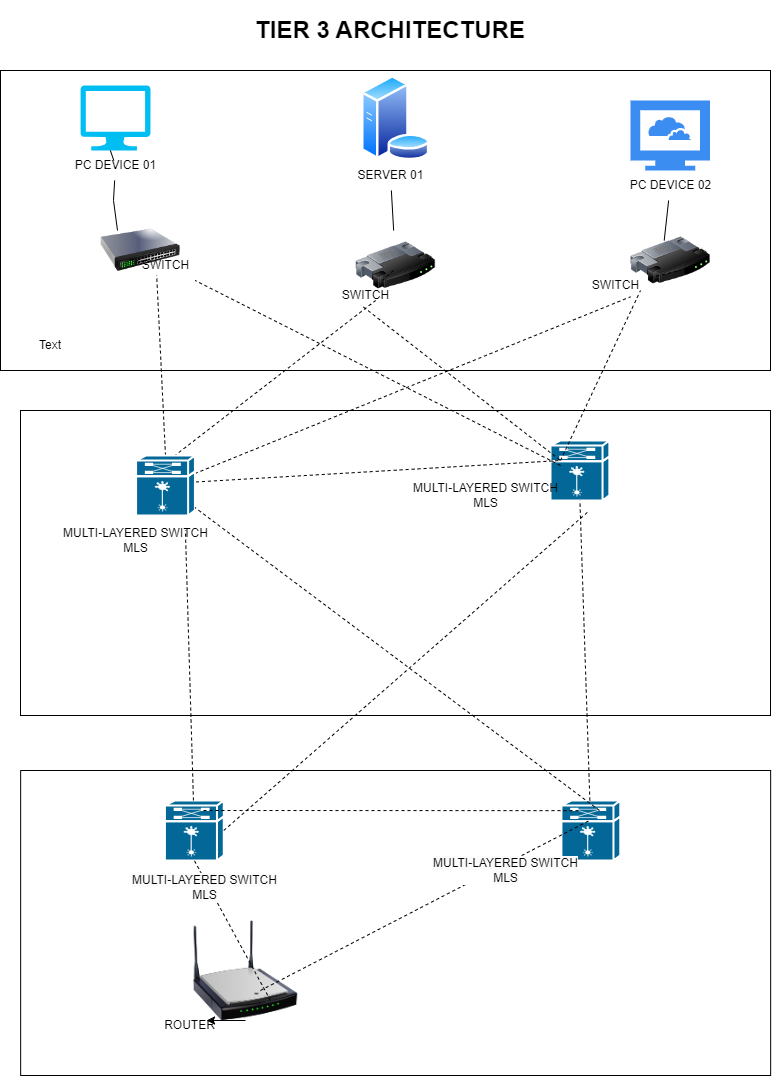 TIER 3 ARCHITECTURE
PC DEVICE 01
SERVER 01
PC DEVICE 02
SWITCH
SWITCH
SWITCH
Text
MULTI-LAYERED SWITCH
MLS
MULTI-LAYERED SWITCH
MLS
MULTI-LAYERED SWITCH
MLS
MULTI-LAYERED SWITCH
MLS
ROUTER